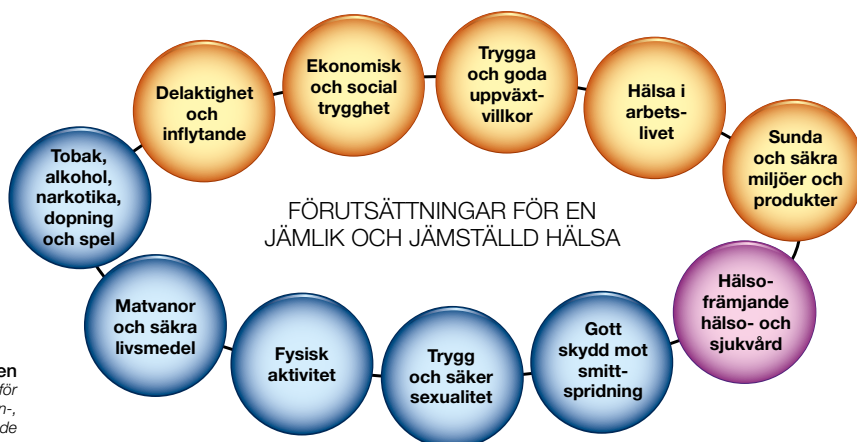 Delaktighet
och
inflytande
Ekonomisk
och social
trygghet
Trygga
och goda
uppväxt-
villkor
Hälsa i
arbets-
livet
Sunda
och säkra
miljöer och
produkter
Hälso-
främjande
hälso- och
sjukvård
Gott
skydd mot
smitt-
spridning
Trygg
och säker
sexualitet
Fysisk
aktivitet
Matvanor
och säkra
livsmedel
Tobak,
alkohol,
narkotika,
dopning
och spel
FÖRUTSÄTTNINGAR FÖR EN
JÄMLIK OCH JÄMSTÄLLD HÄLSA
en
för
n-,
de